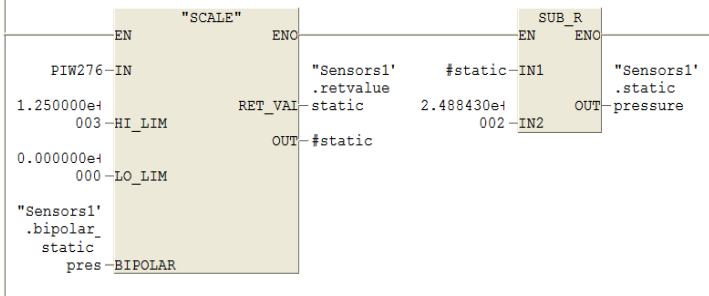 "SCALE"
EN
ENO
PIW276
IN
"Sensors1'
.retvalue
static
RET_VAL
1.250000e+
003
HI_LIM
OUT
#static
0.000000e+
000
LO_LIM
"Sensors1'
.bipolar_
static
pres
BIPOLAR
SUB_R
EN
ENO
#static
IN1
"Sensors1'
.static
pressure
OUT
2.488430e+
002
IN2